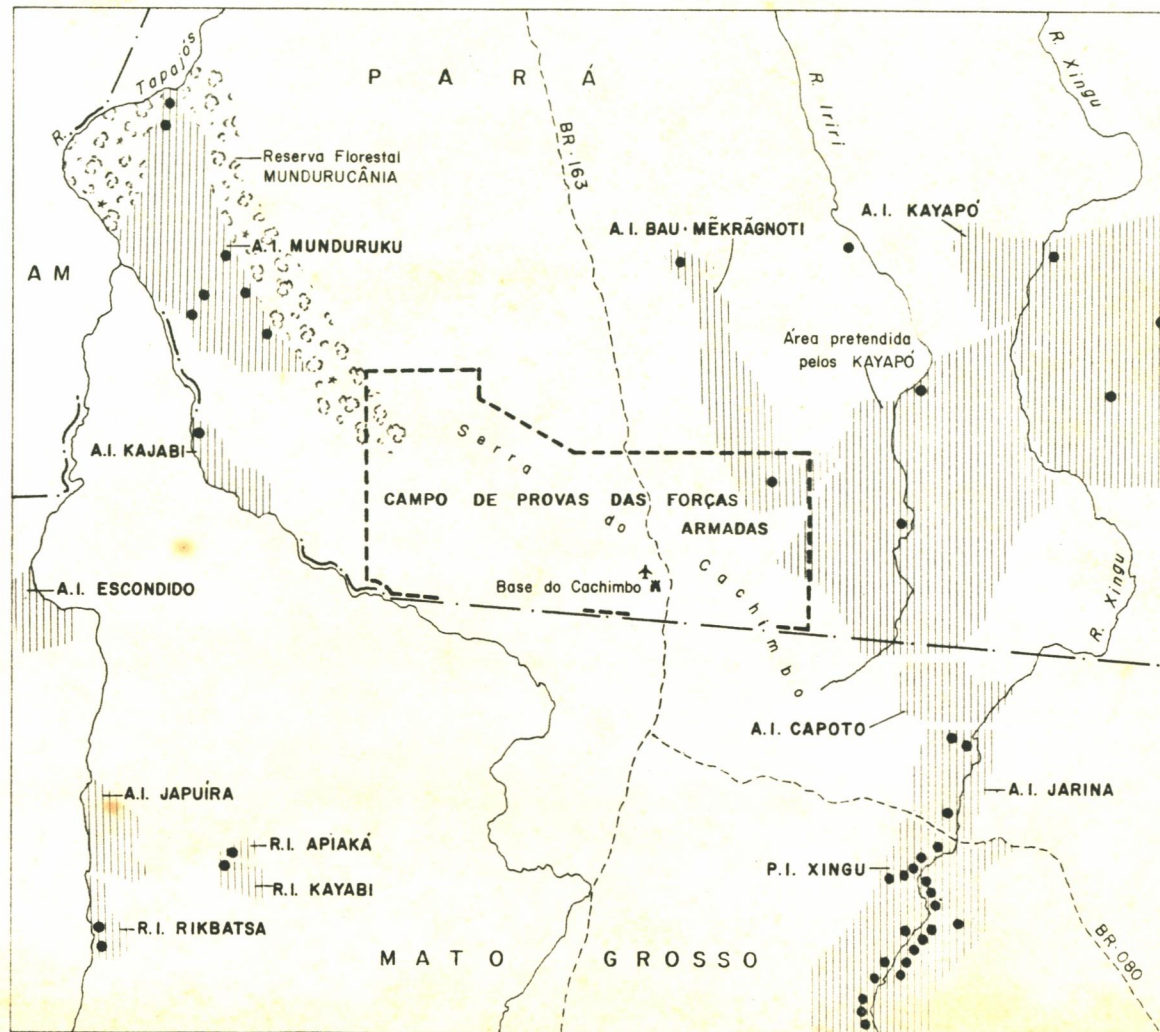 P A R Á
R. Tapajós
BR-163
R. Iriri
R. Xingu
Reserva Florestal
MUNDURUCÂNIA
A.I. MUNDURUKU
A.I. BAU-MẼKRÃGNOTI
A.I. KAYAPÓ
AM
Área pretendida
pelos KAYAPÓ
A.I. KAJABI
Serra do Cachimbo
CAMPO DE PROVAS DAS FORÇAS
ARMADAS
Base do Cachimbo
A.I. ESCONDIDO
R. Xingu
A.I. CAPOTO
A.I. JAPUÍRA
A.I. JARINA
R.I. APIAKÁ
P.I. XINGU
R.I. KAYABI
R.I. RIKBATSA
MATO GROSSO
BR-080